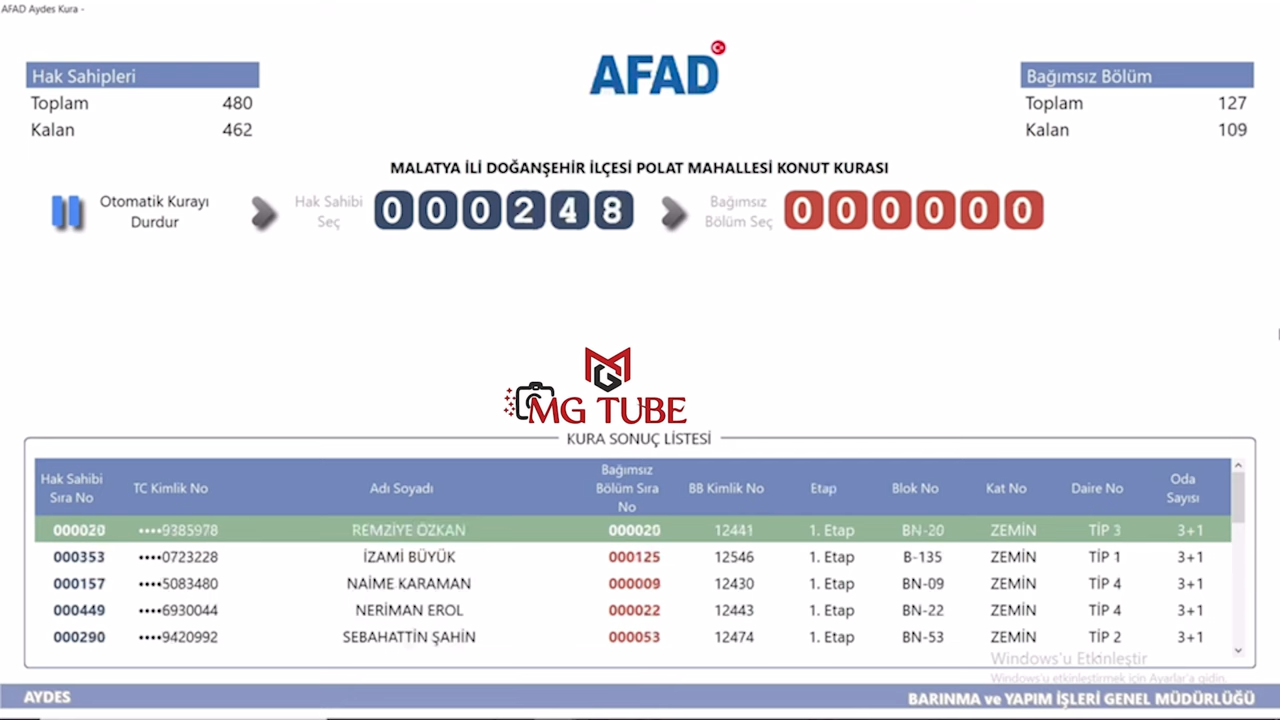 AFAD Aydes Kura -
AFAD
Hak Sahipleri
Toplam 480
Kalan 462
Bağımsız Bölüm
Toplam 127
Kalan 109
MALATYA İLİ DOĞANŞEHİR İLÇESİ POLAT MAHALLESİ KONUT KURASI
Otomatik Kurayı
Durdur
Hak Sahibi
Seç
000248
Bağımsız
Bölüm Seç
000000
MG TUBE
KURA SONUÇ LİSTESİ
Hak Sahibi Sıra No TC Kimlik No Adı Soyadı Bağımsız Bölüm Sıra No BB Kimlik No Etap Blok No Kat No Daire No Oda Sayısı
000020 ••••9385978 REMZİYE ÖZKAN 000020 12441 1. Etap BN-20 ZEMİN TİP 3 3+1
000353 ••••0723228 İZAMİ BÜYÜK 000125 12546 1. Etap B-135 ZEMİN TİP 1 3+1
000157 ••••5083480 NAİME KARAMAN 000009 12430 1. Etap BN-09 ZEMİN TİP 4 3+1
000449 ••••6930044 NERİMAN EROL 000022 12443 1. Etap BN-22 ZEMİN TİP 4 3+1
000290 ••••9420992 SEBAHATTİN ŞAHİN 000053 12474 1. Etap BN-53 ZEMİN TİP 2 3+1
Windows'u Etkinleştir
Windows'u etkinleştirmek için Ayarlar'a gidin.
AYDES
BARINMA ve YAPIM İŞLERİ GENEL MÜDÜRLÜĞÜ